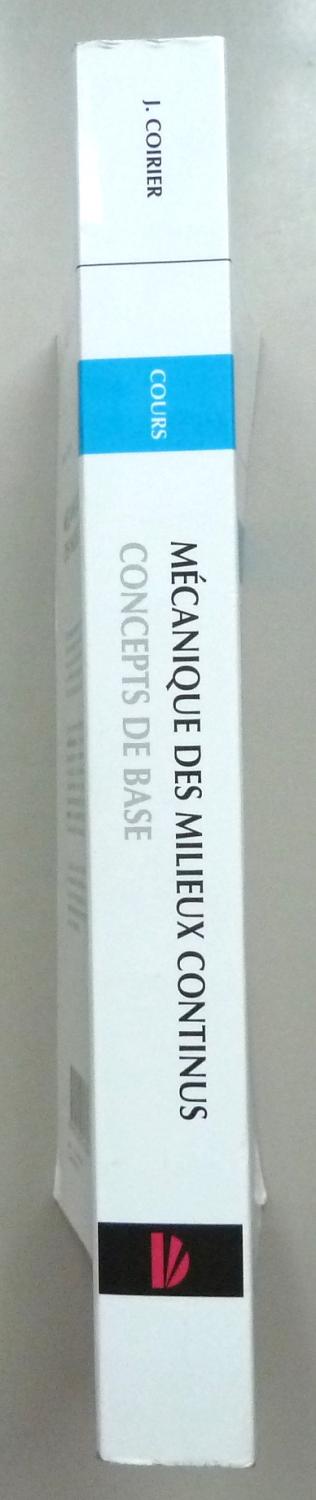 J. COIRIER
COURS
MÉCANIQUE DES MILIEUX CONTINUS
CONCEPTS DE BASE